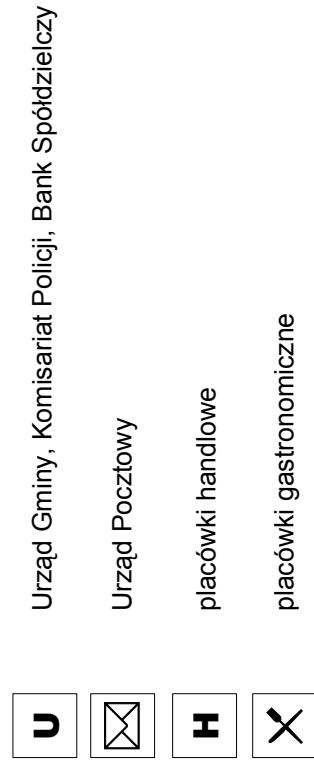 U Urząd Gminy, Komisariat Policji, Bank Spółdzielczy
Urząd Pocztowy
H placówki handlowe
placówki gastronomiczne